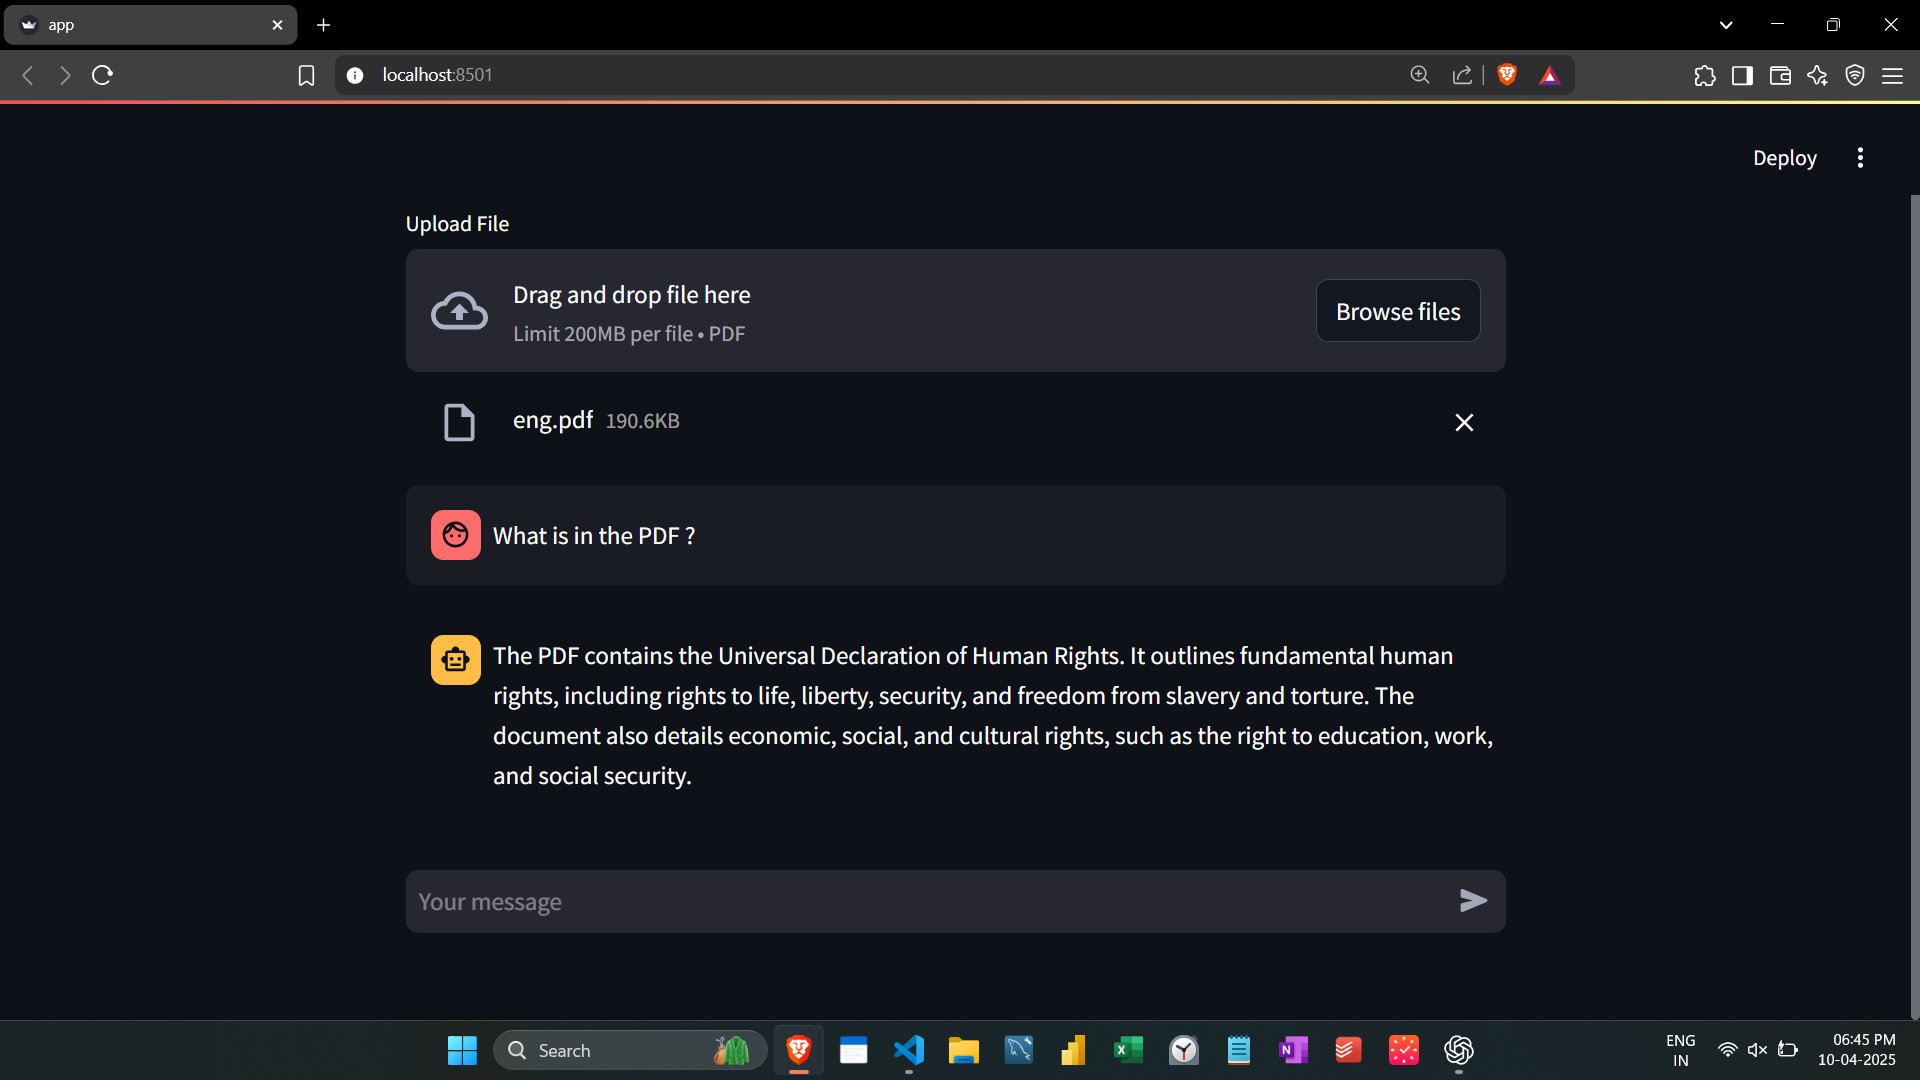 app
localhost:8501
Deploy
Upload File
Drag and drop file here
Limit 200MB per file • PDF
Browse files
eng.pdf 190.6KB
What is in the PDF ?
The PDF contains the Universal Declaration of Human Rights. It outlines fundamental human
rights, including rights to life, liberty, security, and freedom from slavery and torture. The
document also details economic, social, and cultural rights, such as the right to education, work,
and social security.
Your message
Search
ENG
IN
06:45 PM
10-04-2025